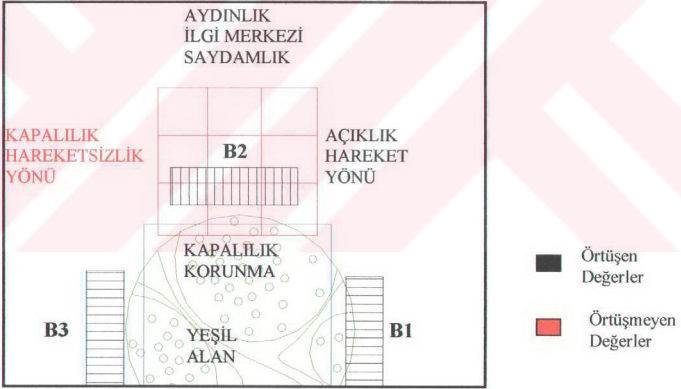 AYDINLIK
İLGİ MERKEZİ
SAYDAMLIK
KAPALILIK
HAREKETSİZLİK
YÖNÜ
B2
AÇIKLIK
HAREKET
YÖNÜ
KAPALILIK
KORUNMA
B3
YEŞİL
ALAN
B1
Örtüşen
Değerler
Örtüşmeyen
Değerler